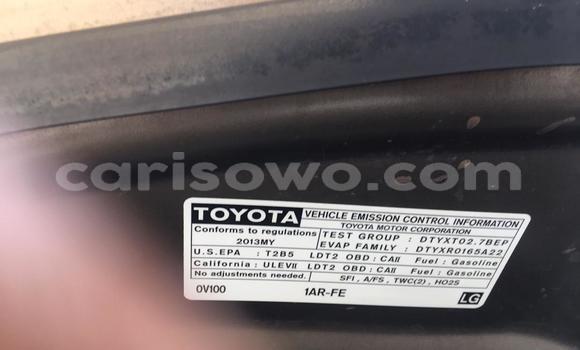 carisowo.com
TOYOTA VEHICLE EMISSION CONTROL INFORMATION
TOYOTA MOTOR CORPORATION
Conforms to regulations TEST GROUP : DTYXT02.7BEP
2013MY EVAP FAMILY : DTYXR0165A22
U.S.EPA : T2B5 LDT2 OBD : CAII Fuel : Gasoline
California : ULEVII LDT2 OBD : CAII Fuel : Gasoline
No adjustments needed. SFI , A/FS , TWC(2) , HO2S
0V100 1AR-FE LG